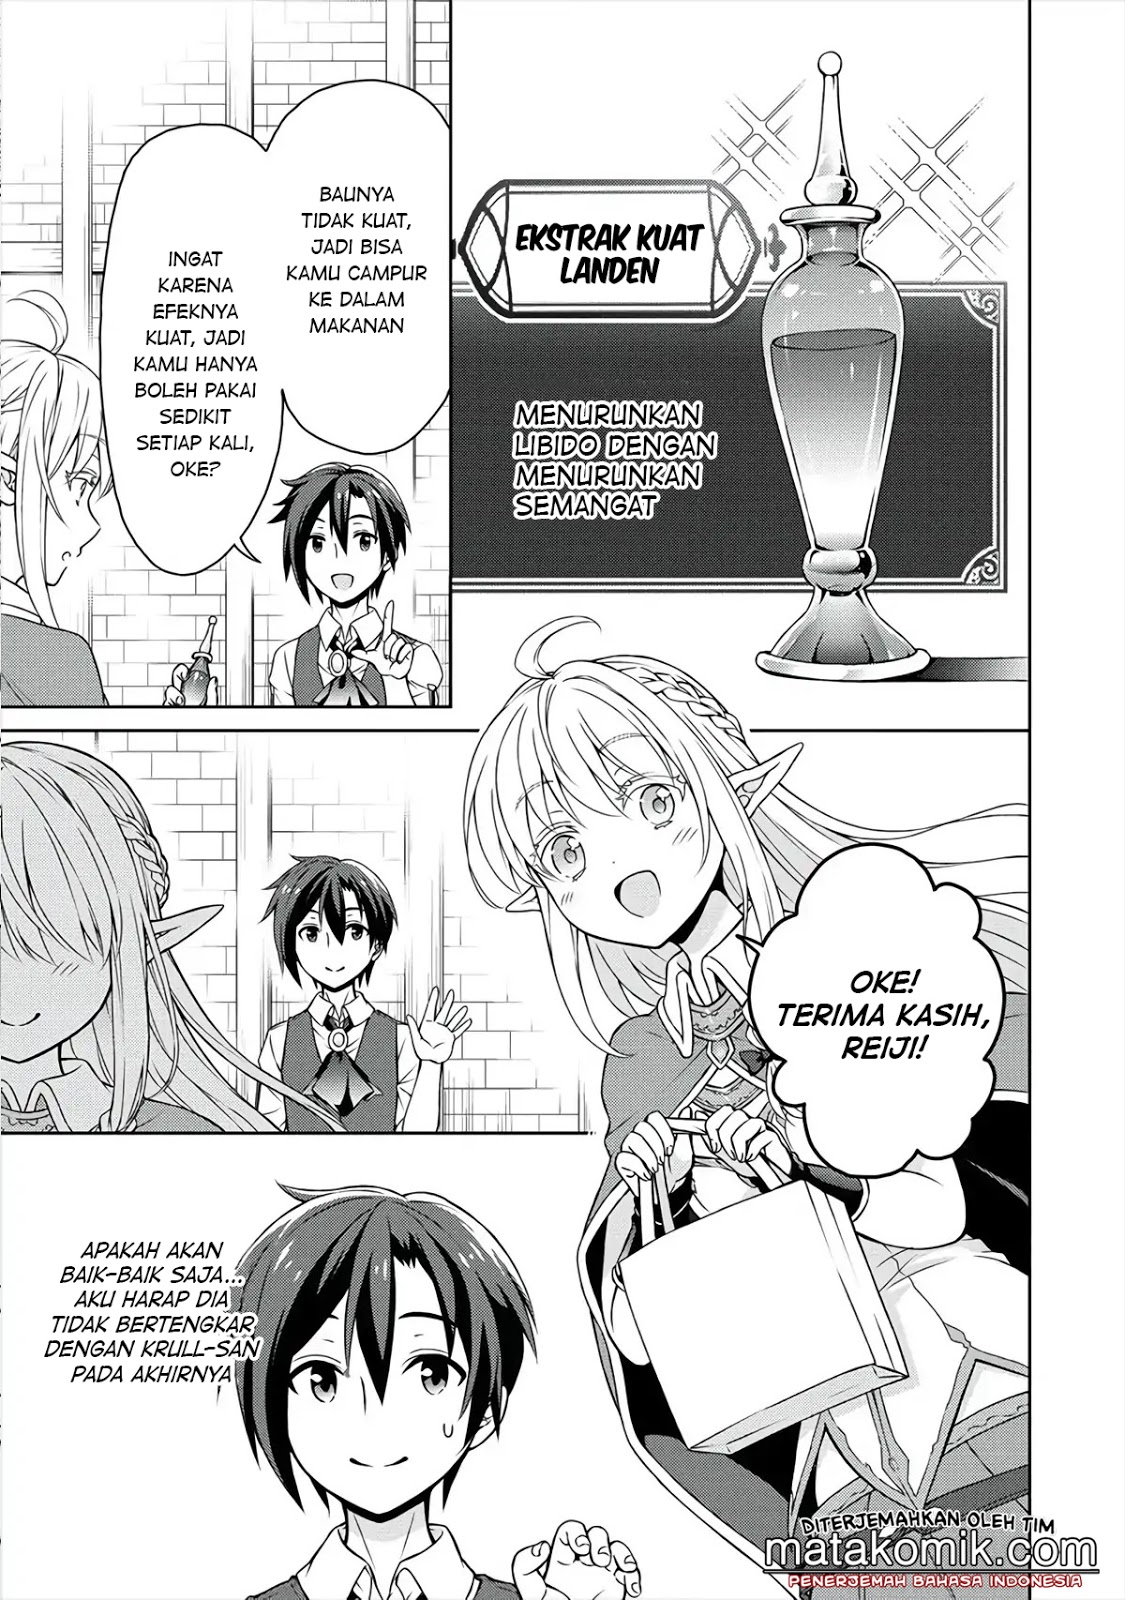 EKSTRAK KUAT
LANDEN
MENURUNKAN
LIBIDO DENGAN
MENURUNKAN
SEMANGAT
BAUNYA
TIDAK KUAT,
JADI BISA
KAMU CAMPUR
KE DALAM
MAKANAN
INGAT
KARENA
EFEKNYA
KUAT, JADI
KAMU HANYA
BOLEH PAKAI
SEDIKIT
SETIAP KALI,
OKE?
OKE!
TERIMA KASIH,
REIJI!
APAKAH AKAN
BAIK-BAIK SAJA...
AKU HARAP DIA
TIDAK BERTENGKAR
DENGAN KRULL-SAN
PADA AKHIRNYA
DITERJEMAHKAN OLEH TIM
matakomik.com
PENERJEMAH BAHASA INDONESIA